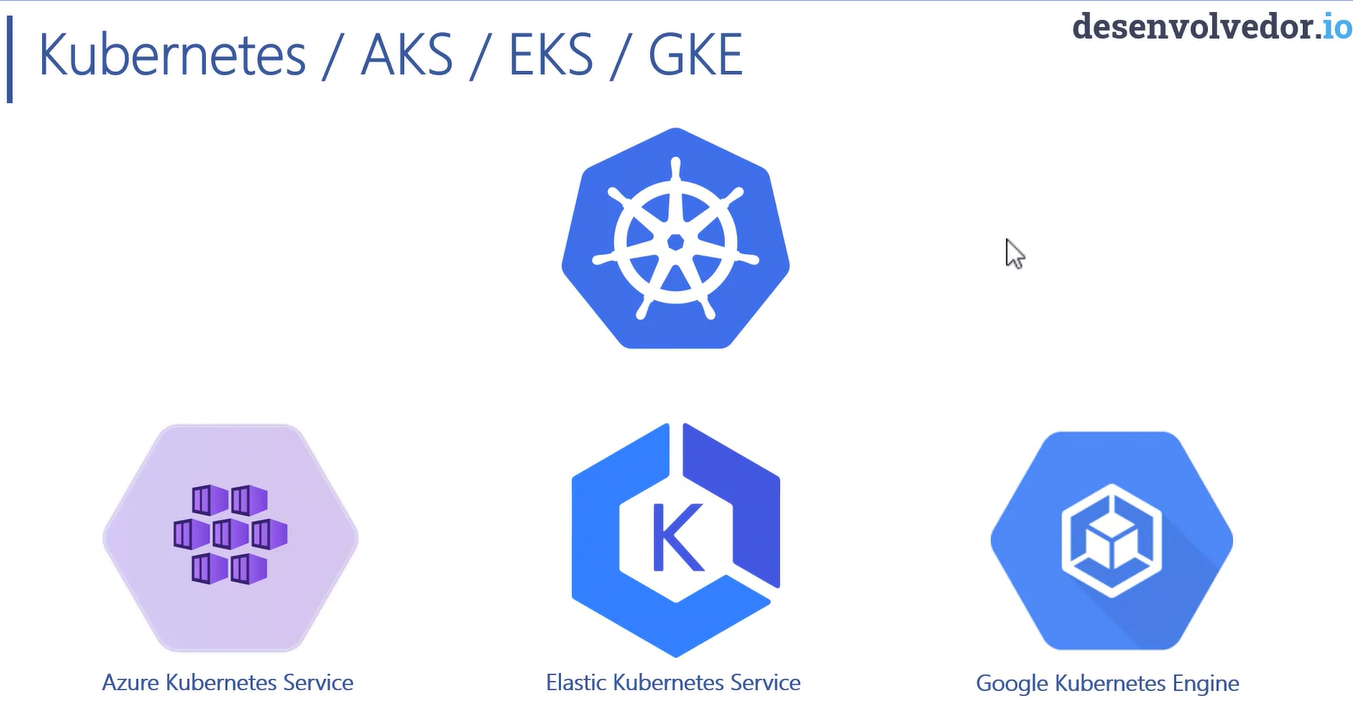 desenvolvedor.io
Kubernetes / AKS / EKS / GKE
K
Azure Kubernetes Service
Elastic Kubernetes Service
Google Kubernetes Engine